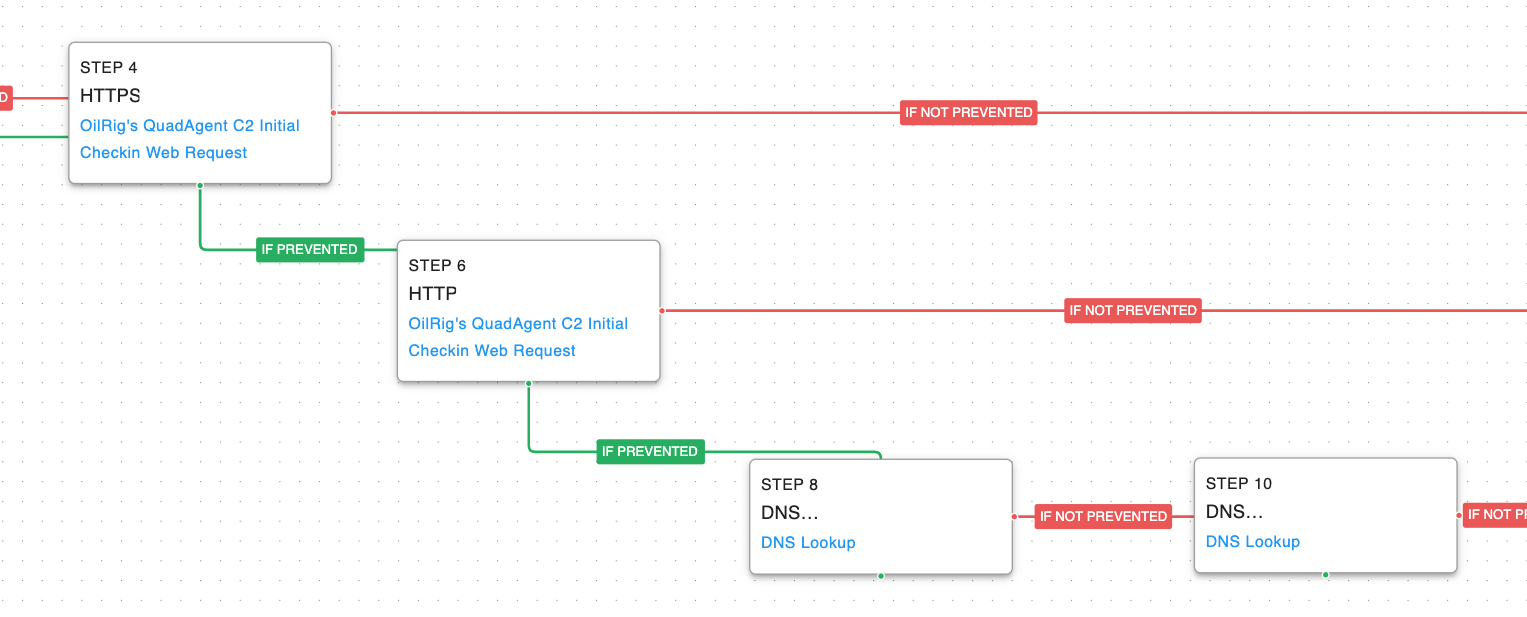 STEP 4
HTTPS
OilRig's QuadAgent C2 Initial
Checkin Web Request
D
IF NOT PREVENTED
IF PREVENTED
STEP 6
HTTP
OilRig's QuadAgent C2 Initial
Checkin Web Request
IF NOT PREVENTED
IF PREVENTED
STEP 8
DNS...
DNS Lookup
IF NOT PREVENTED
STEP 10
DNS...
DNS Lookup
IF NOT P